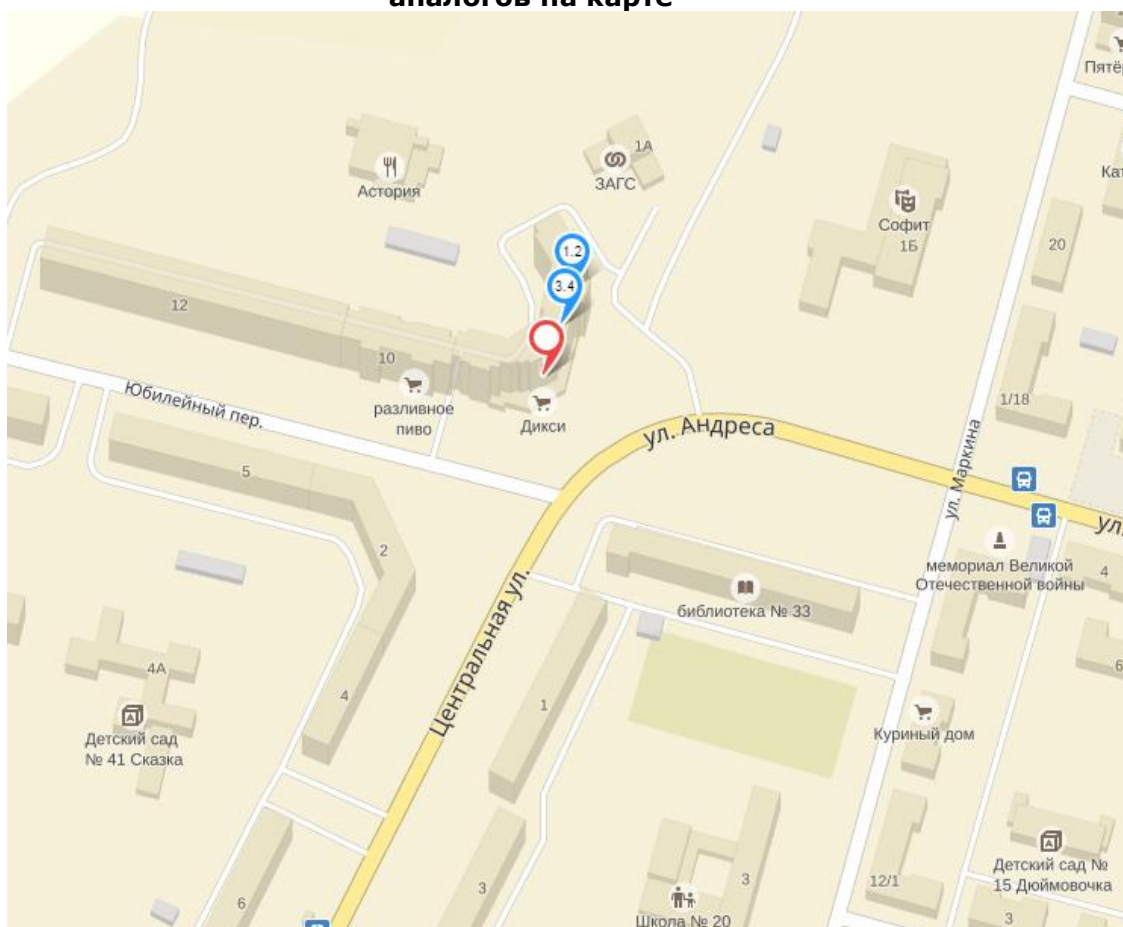 аналогов на карте
Пятё
1А
ЗАГС
Кат
Астория
Софит
1Б
20
1.2
3.4
12
10
разливное
пиво
Дикси
1/18
Юбилейный пер.
ул. Андреса
ул. Маркина
5
2
ул.
мемориал Великой
Отечественной войны
4
библиотека № 33
Центральная ул.
4А
6
4
1
Детский сад
№ 41 Сказка
Куриный дом
Детский сад №
15 Дюймовочка
12/1
3
3
6
3
Школа № 20